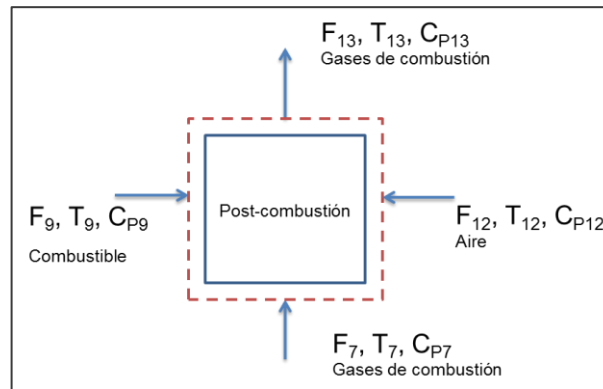 F13, T13, CP13
Gases de combustión
F9, T9, CP9
Combustible
Post-combustión
F12, T12, CP12
Aire
F7, T7, CP7
Gases de combustión